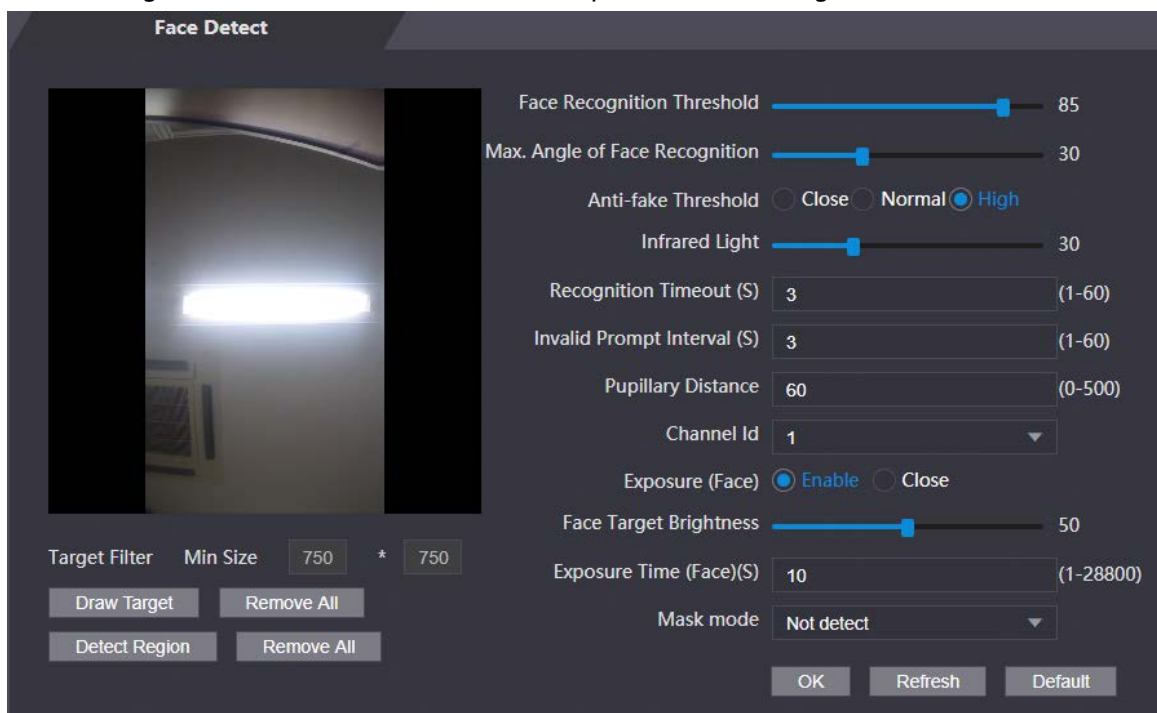 Face Detect
Face Recognition Threshold 85
Max. Angle of Face Recognition 30
Anti-fake Threshold Close Normal High
Infrared Light 30
Recognition Timeout (S) 3 (1-60)
Invalid Prompt Interval (S) 3 (1-60)
Pupillary Distance 60 (0-500)
Channel Id 1
Exposure (Face) Enable Close
Face Target Brightness 50
Exposure Time (Face)(S) 10 (1-28800)
Mask mode Not detect
Target Filter Min Size 750 * 750
Draw Target Remove All
Detect Region Remove All
OK Refresh Default